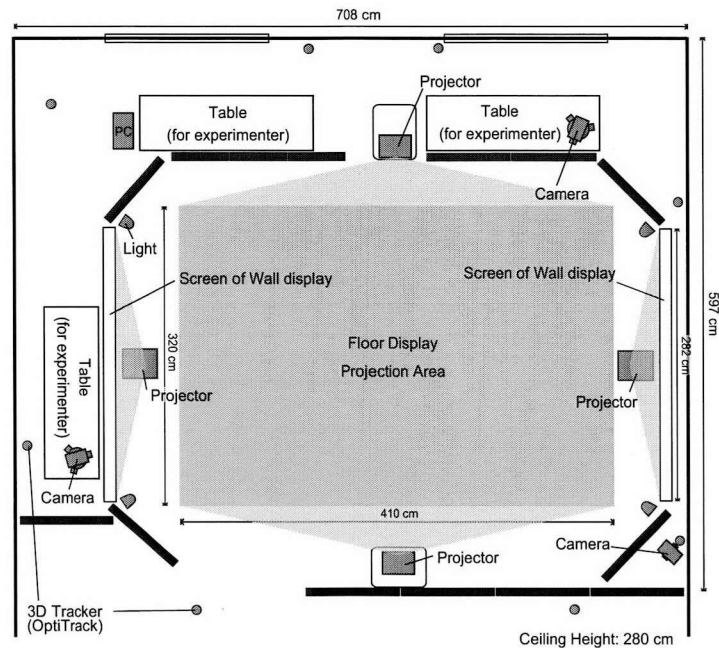 708 cm
Projector
Table
(for experimenter)
Table
(for experimenter)
PC
Camera
Light
Screen of Wall display
Screen of Wall display
597 cm
Table
(for experimenter)
320 cm
Floor Display
Projection Area
282 cm
Projector
Projector
Camera
410 cm
Projector
Camera
3D Tracker
(OptiTrack)
Ceiling Height: 280 cm